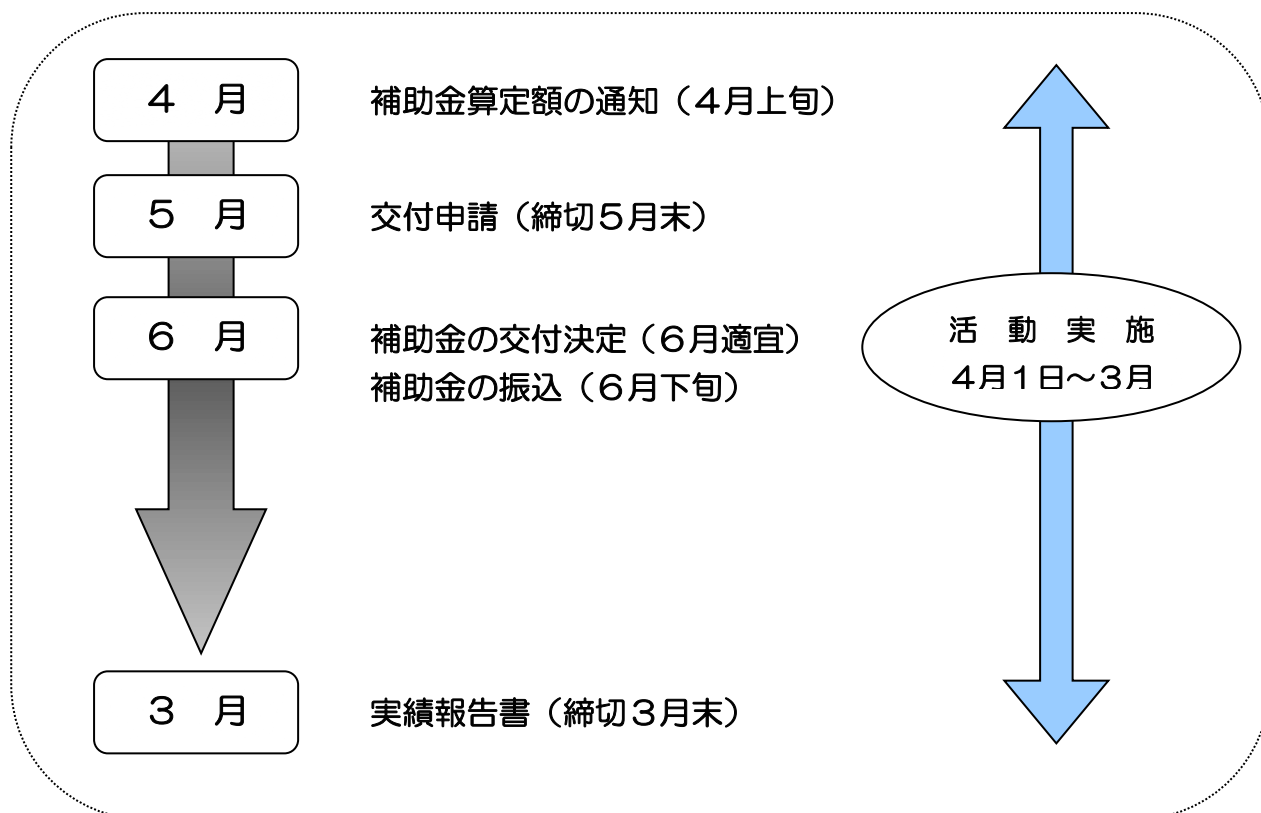 ４　月
補助金算定額の通知（４月上旬）
５　月
交付申請（締切５月末）
６　月
補助金の交付決定（６月適宜）
補助金の振込（６月下旬）
活　動　実　施
４月１日～３月
３　月
実績報告書（締切３月末）